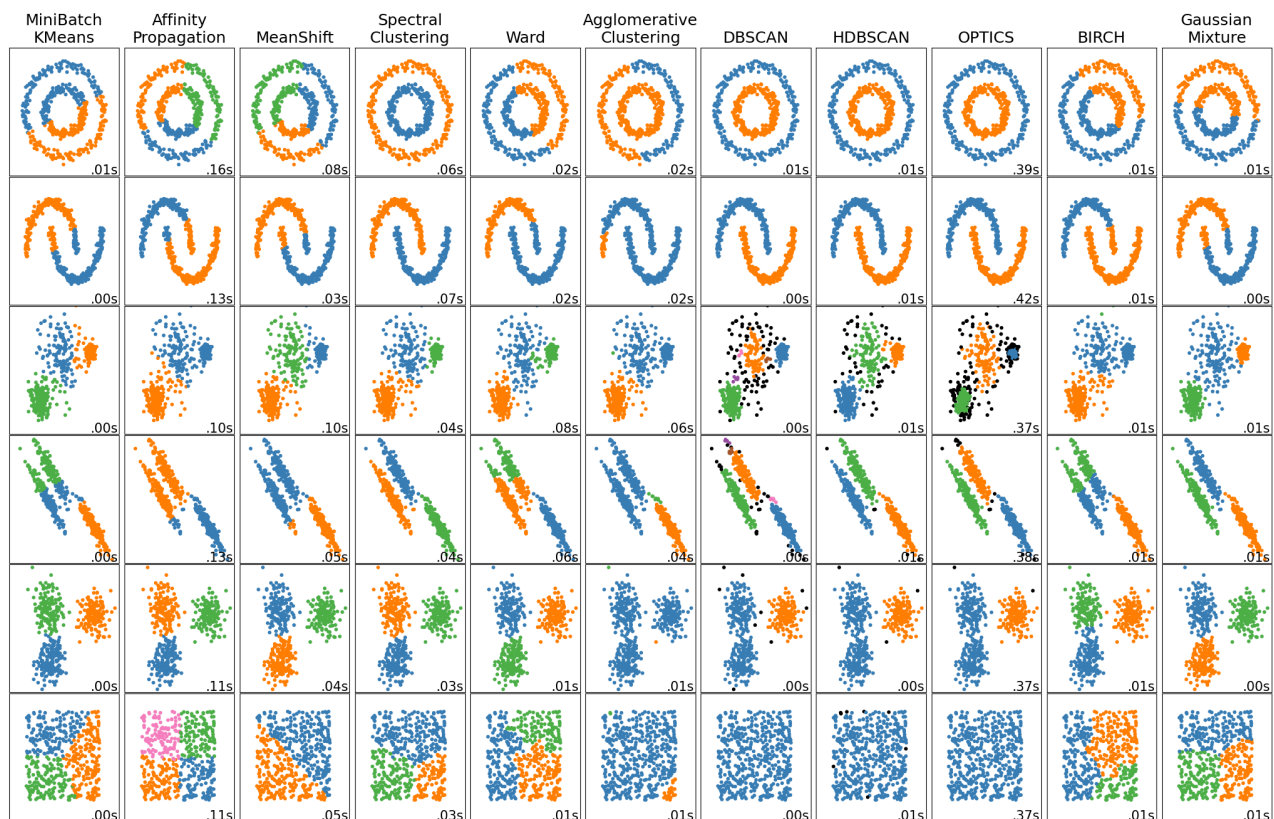 MiniBatch
KMeans
Affinity
Propagation
MeanShift
Spectral
Clustering
Ward
Agglomerative
Clustering
DBSCAN
HDBSCAN
OPTICS
BIRCH
Gaussian
Mixture
.01s
.16s
.08s
.06s
.02s
.02s
.01s
.01s
.39s
.01s
.01s
.00s
.13s
.03s
.07s
.02s
.02s
.00s
.01s
.42s
.01s
.00s
.00s
.10s
.10s
.04s
.08s
.06s
.00s
.01s
.37s
.01s
.01s
.00s
.13s
.05s
.04s
.06s
.04s
.00s
.01s
.38s
.01s
.01s
.00s
.11s
.04s
.03s
.01s
.01s
.00s
.00s
.37s
.01s
.00s
.00s
.11s
.05s
.03s
.01s
.01s
.00s
.01s
.37s
.01s
.01s